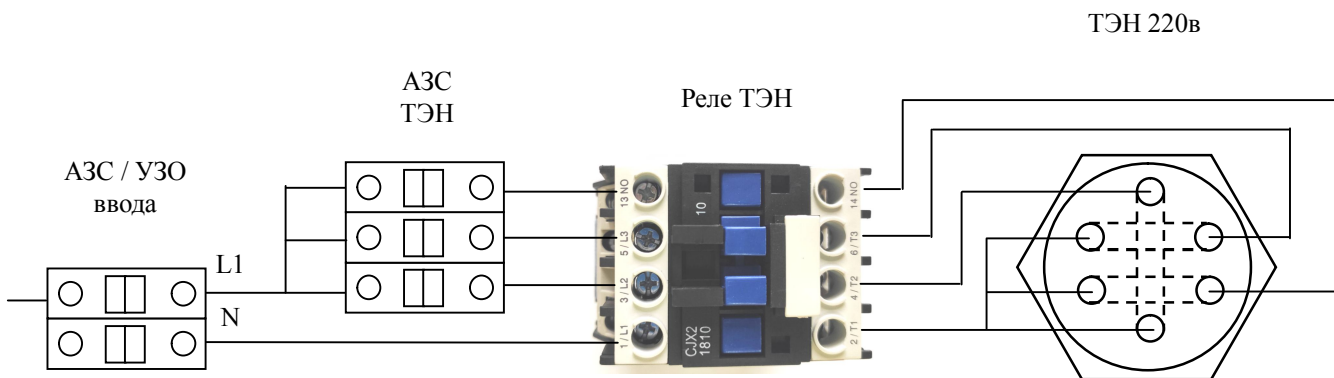 ТЭН 220в
АЗС
ТЭН
Реле ТЭН
АЗС / УЗО
ввода
L1
N
13 NO
5 / L3
3 / L2
1 / L1
10
CJX2
1810
14 NO
6 / T3
4 / T2
2 / T1